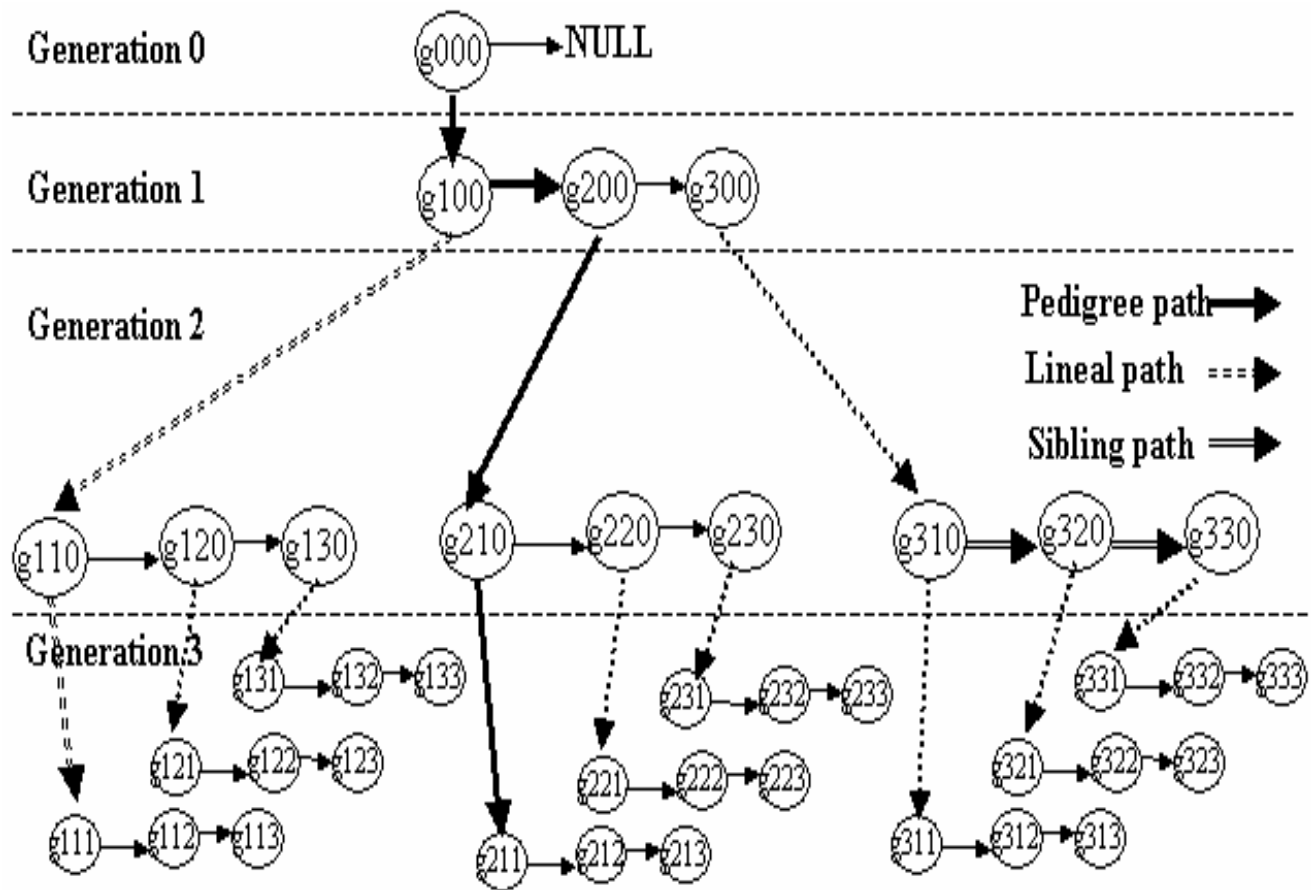 Generation 0
g000
NULL
Generation 1
g100
g200
g300
Generation 2
Pedigree path
Lineal path
Sibling path
g110
g120
g130
g210
g220
g230
g310
g320
g330
Generation 3
g131
g132
g133
g231
g232
g233
g331
g332
g333
g121
g122
g123
g221
g222
g223
g321
g322
g323
g111
g112
g113
g211
g212
g213
g311
g312
g313